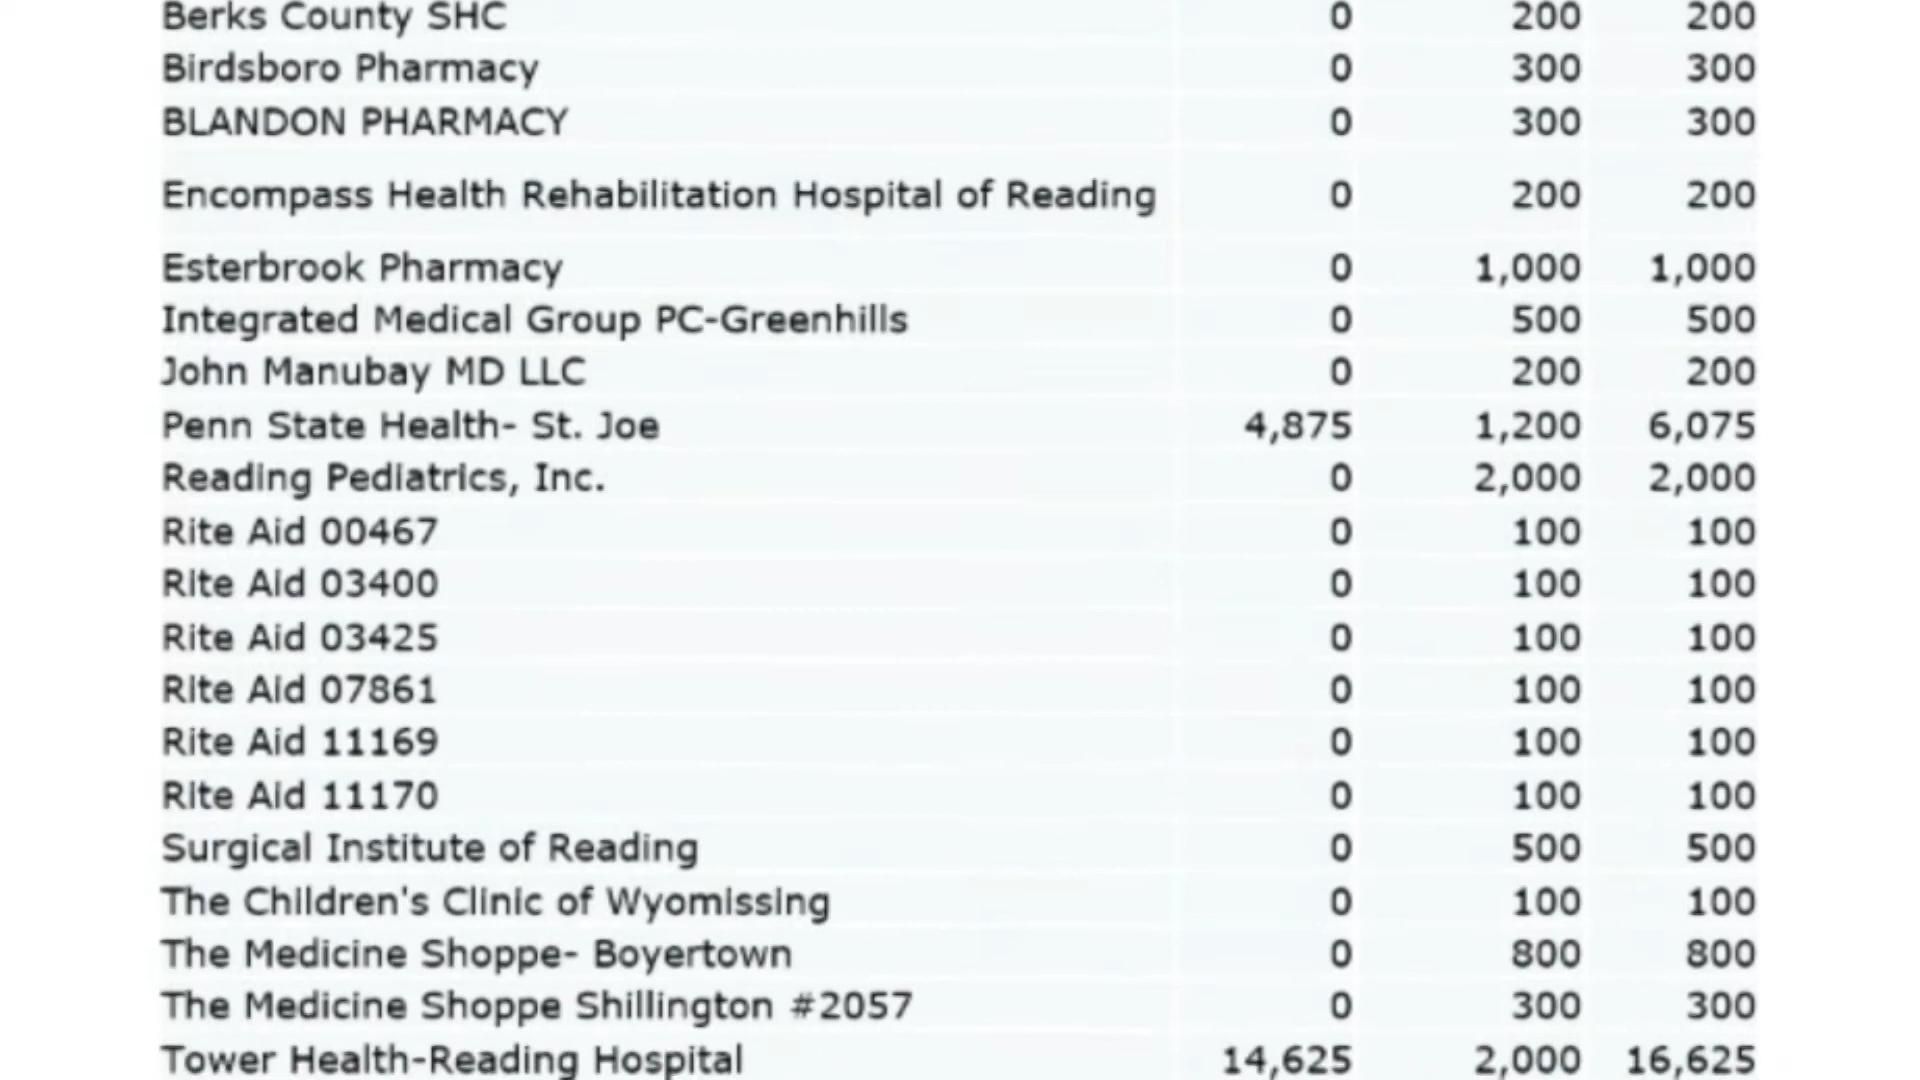 Berks County SHC 0 200 200
Birdsboro Pharmacy 0 300 300
BLANDON PHARMACY 0 300 300
Encompass Health Rehabilitation Hospital of Reading 0 200 200
Esterbrook Pharmacy 0 1,000 1,000
Integrated Medical Group PC-Greenhills 0 500 500
John Manubay MD LLC 0 200 200
Penn State Health- St. Joe 4,875 1,200 6,075
Reading Pediatrics, Inc. 0 2,000 2,000
Rite Aid 00467 0 100 100
Rite Aid 03400 0 100 100
Rite Aid 03425 0 100 100
Rite Aid 07861 0 100 100
Rite Aid 11169 0 100 100
Rite Aid 11170 0 100 100
Surgical Institute of Reading 0 500 500
The Children's Clinic of Wyomissing 0 100 100
The Medicine Shoppe- Boyertown 0 800 800
The Medicine Shoppe Shillington #2057 0 300 300
Tower Health-Reading Hospital 14,625 2,000 16,625